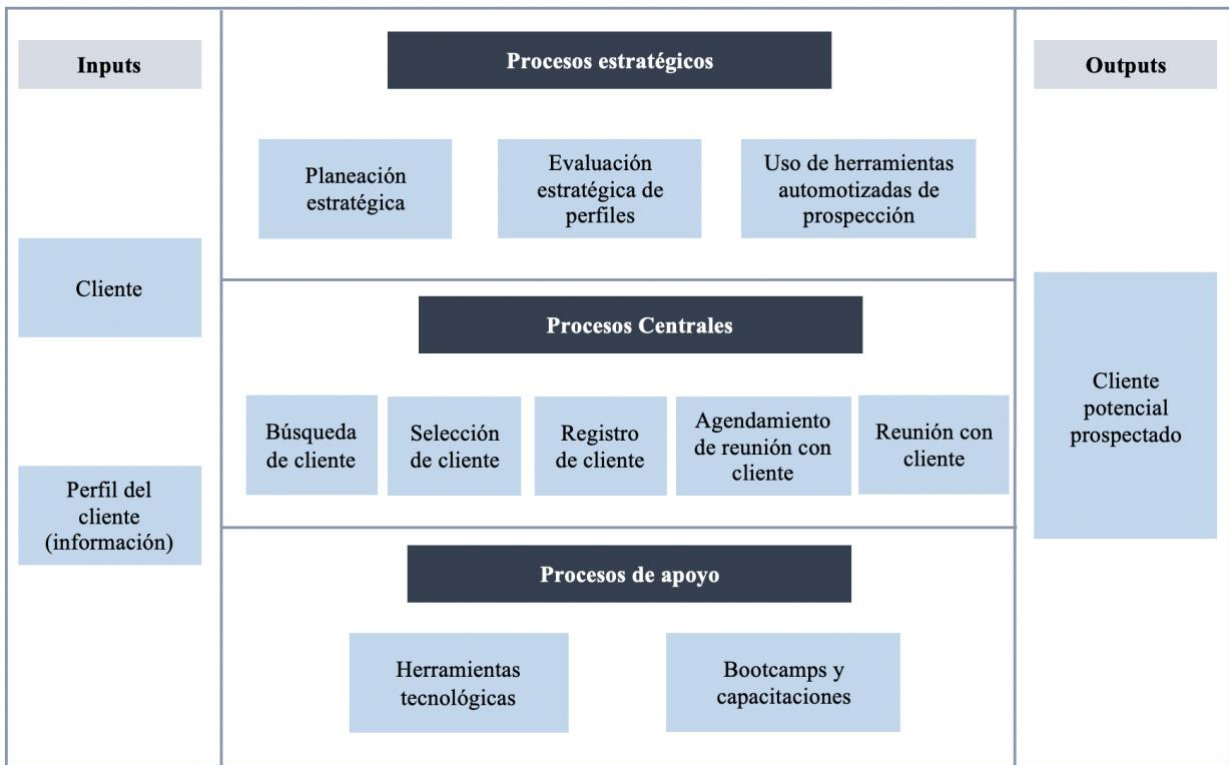 Inputs
Cliente
Perfil del
cliente
(información)
Procesos estratégicos
Planeación
estratégica
Evaluación
estratégica de
perfiles
Uso de herramientas
automotizadas de
prospección
Procesos Centrales
Búsqueda
de cliente
Selección
de cliente
Registro
de cliente
Agendamiento
de reunión con
cliente
Reunión con
cliente
Procesos de apoyo
Herramientas
tecnológicas
Bootcamps y
capacitaciones
Outputs
Cliente
potencial
prospectado